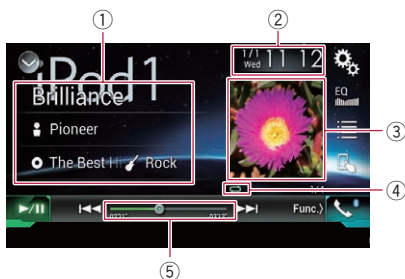 ① ②
iPod1
1/1 Wed 11 12
Brilliance
EQ
Pioneer
③
The Best Hi Rock
④
1/1
Func.
⑤